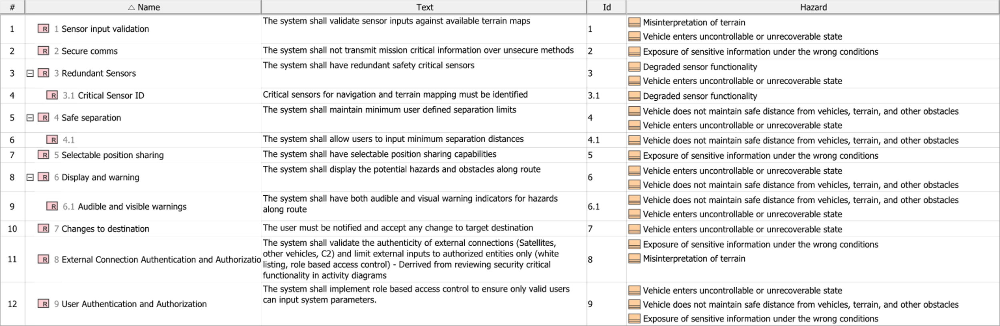 # △ Name Text Id Hazard
1 R 1 Sensor input validation The system shall validate sensor inputs against available terrain maps 1 Misinterpretation of terrain
Vehicle enters uncontrollable or unrecoverable state
2 R 2 Secure comms The system shall not transmit mission critical information over unsecure methods 2 Exposure of sensitive information under the wrong conditions
3 R 3 Redundant Sensors The system shall have redundant safety critical sensors 3 Degraded sensor functionality
Vehicle enters uncontrollable or unrecoverable state
4 R 3.1 Critical Sensor ID Critical sensors for navigation and terrain mapping must be identified 3.1 Degraded sensor functionality
5 R 4 Safe separation The system shall maintain minimum user defined separation limits 4 Vehicle does not maintain safe distance from vehicles, terrain, and other obstacles
Vehicle enters uncontrollable or unrecoverable state
6 R 4.1 The system shall allow users to input minimum separation distances 4.1 Vehicle does not maintain safe distance from vehicles, terrain, and other obstacles
7 R 5 Selectable position sharing The system shall have selectable position sharing capabilities 5 Exposure of sensitive information under the wrong conditions
8 R 6 Display and warning The system shall display the potential hazards and obstacles along route 6 Vehicle enters uncontrollable or unrecoverable state
Vehicle does not maintain safe distance from vehicles, terrain, and other obstacles
9 R 6.1 Audible and visible warnings The system shall have both audible and visual warning indicators for hazards
along route 6.1 Vehicle does not maintain safe distance from vehicles, terrain, and other obstacles
Vehicle enters uncontrollable or unrecoverable state
10 R 7 Changes to destination The user must be notified and accept any change to target destination 7 Vehicle enters uncontrollable or unrecoverable state
11 R 8 External Connection Authentication and Authorizatio The system shall validate the authenticity of external connections (Satellites,
other vehicles, C2) and limit external inputs to authorized entities only (white
listing, role based access control) - Derrived from reviewing security critical
functionality in activity diagrams 8 Exposure of sensitive information under the wrong conditions
Misinterpretation of terrain
12 R 9 User Authentication and Authorization The system shall implement role based access control to ensure only valid users
can input system parameters. 9 Vehicle enters uncontrollable or unrecoverable state
Vehicle does not maintain safe distance from vehicles, terrain, and other obstacles
Exposure of sensitive information under the wrong conditions